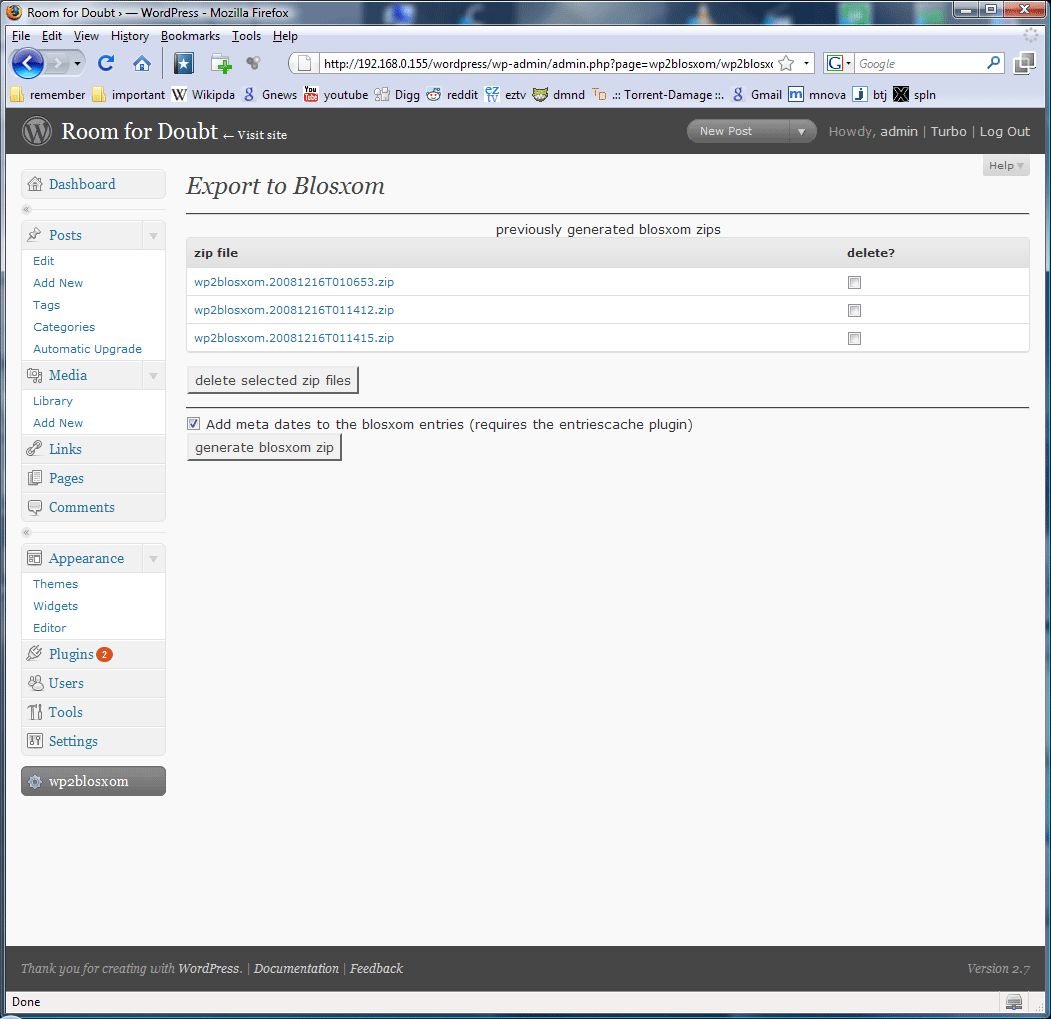 Room for Doubt › — WordPress - Mozilla Firefox
File Edit View History Bookmarks Tools Help
http://192.168.0.155/wordpress/wp-admin/admin.php?page=wp2blosxom/wp2blosxo
Google
remember important Wikipda Gnews youtube Digg reddit eztv dmnd .:: Torrent-Damage ::. Gmail mnova btj spln
Room for Doubt ← Visit site
New Post Howdy, admin | Turbo | Log Out
Help
Dashboard
Posts
Edit
Add New
Tags
Categories
Automatic Upgrade
Media
Library
Add New
Links
Pages
Comments
Appearance
Themes
Widgets
Editor
Plugins 2
Users
Tools
Settings
wp2blosxom
Export to Blosxom
previously generated blosxom zips
zip file delete?
wp2blosxom.20081216T010653.zip
wp2blosxom.20081216T011412.zip
wp2blosxom.20081216T011415.zip
delete selected zip files
Add meta dates to the blosxom entries (requires the entriescache plugin)
generate blosxom zip
Thank you for creating with WordPress. | Documentation | Feedback
Version 2.7
Done